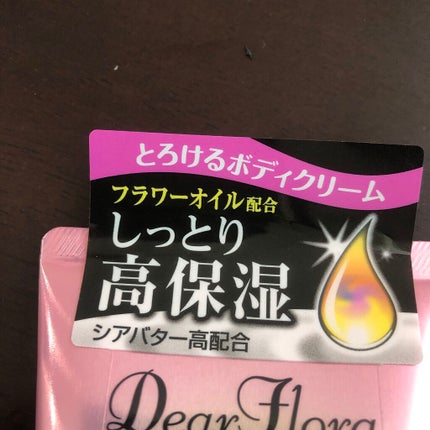 とろけるボディクリーム
フラワーオイル配合
しっとり
高保湿
シアバター高配合
Dear Flora